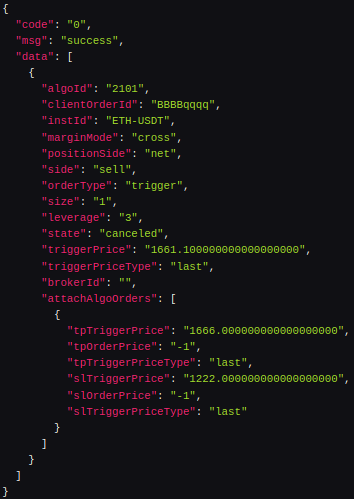 {
  "code": "0",
  "msg": "success",
  "data": [
    {
      "algoId": "2101",
      "clientOrderId": "BBBBqqqq",
      "instId": "ETH-USDT",
      "marginMode": "cross",
      "positionSide": "net",
      "side": "sell",
      "orderType": "trigger",
      "size": "1",
      "leverage": "3",
      "state": "canceled",
      "triggerPrice": "1661.100000000000000000",
      "triggerPriceType": "last",
      "brokerId": "",
      "attachAlgoOrders": [
        {
          "tpTriggerPrice": "1666.000000000000000000",
          "tpOrderPrice": "-1",
          "tpTriggerPriceType": "last",
          "slTriggerPrice": "1222.000000000000000000",
          "slOrderPrice": "-1",
          "slTriggerPriceType": "last"
        }
      ]
    }
  ]
}